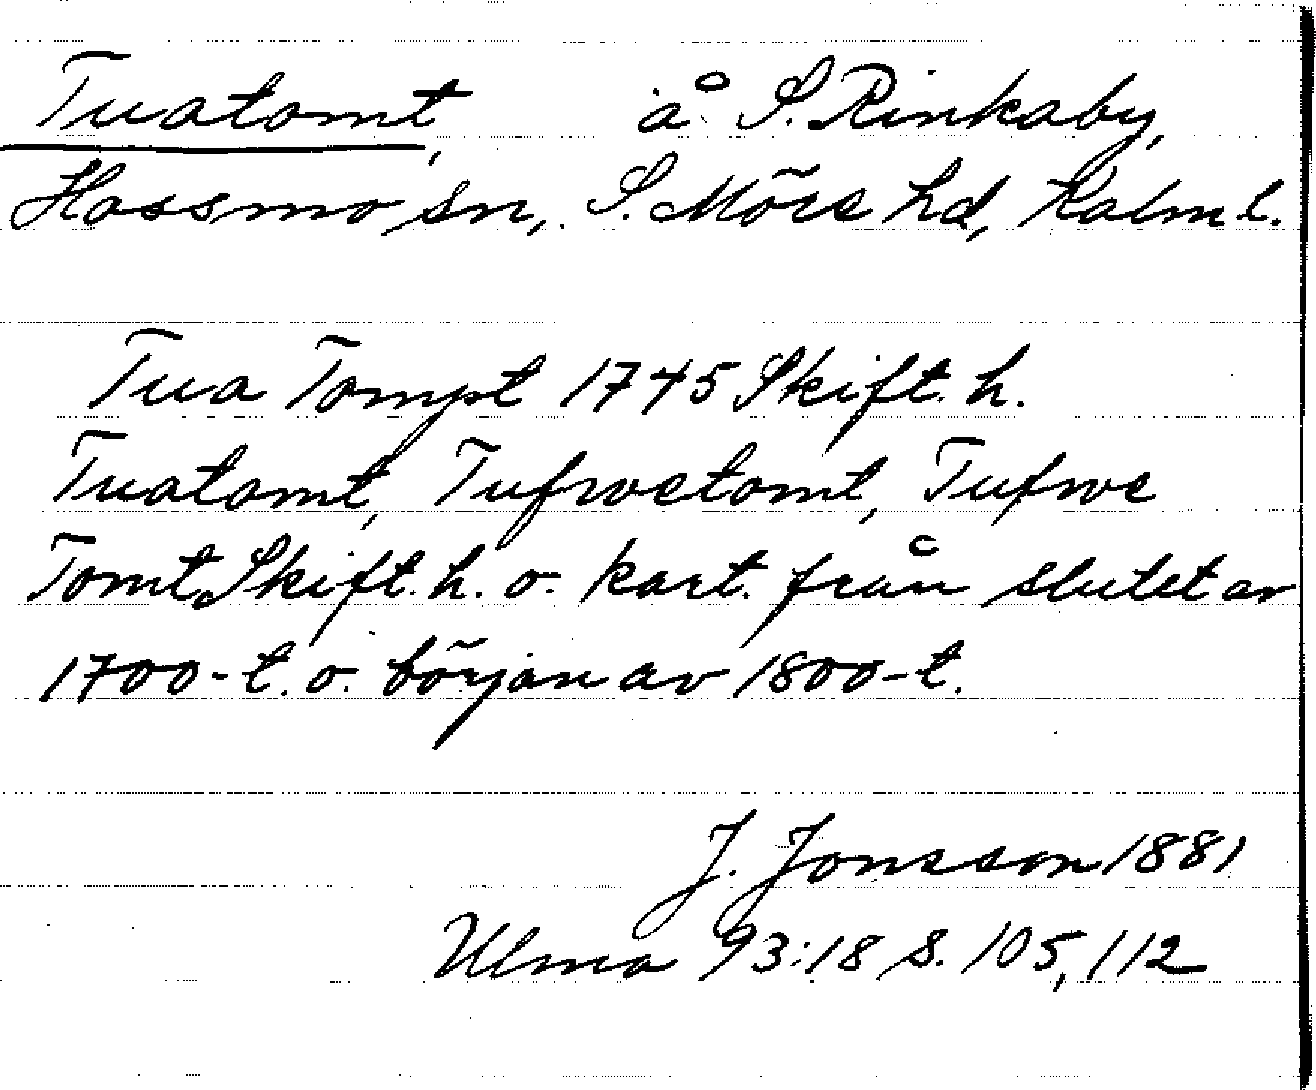 Tuatomt, å S. Rinkaby,
Hossmo sn, S. Möre hd, Kalm l.
Tua Tompt 1745 Skift. h.
Tuatomt, Tufwetomt, Tufwe
Tomt, Skift. h. o. kart. från slutet av
1700-t. o. början av 1800-t.
J. Jonsson 1881
Ulma 93:18 s. 105, 112